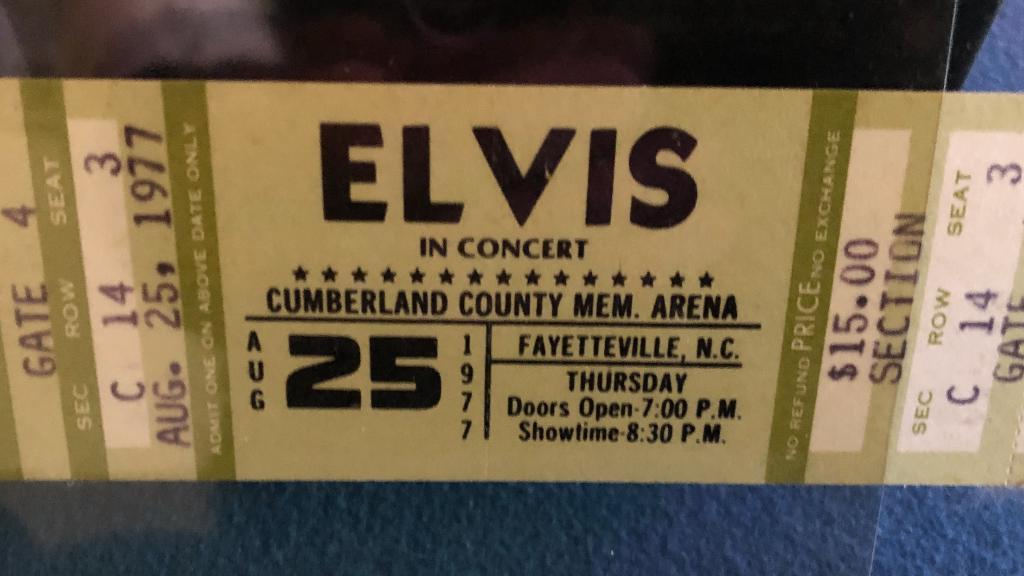 GATE 4
SEC ROW SEAT
C 14 3
AUG. 25, 1977
ADMIT ONE ON ABOVE DATE ONLY
ELVIS
IN CONCERT
★★★★★★★★★★★★★★★
CUMBERLAND COUNTY MEM. ARENA
AUG
25
1977
FAYETTEVILLE, N.C.
THURSDAY
Doors Open-7:00 P.M.
Showtime-8:30 P.M.
NO REFUND PRICE NO EXCHANGE
$15.00
SECTION
SEC ROW SEAT
C 14 3
GATE